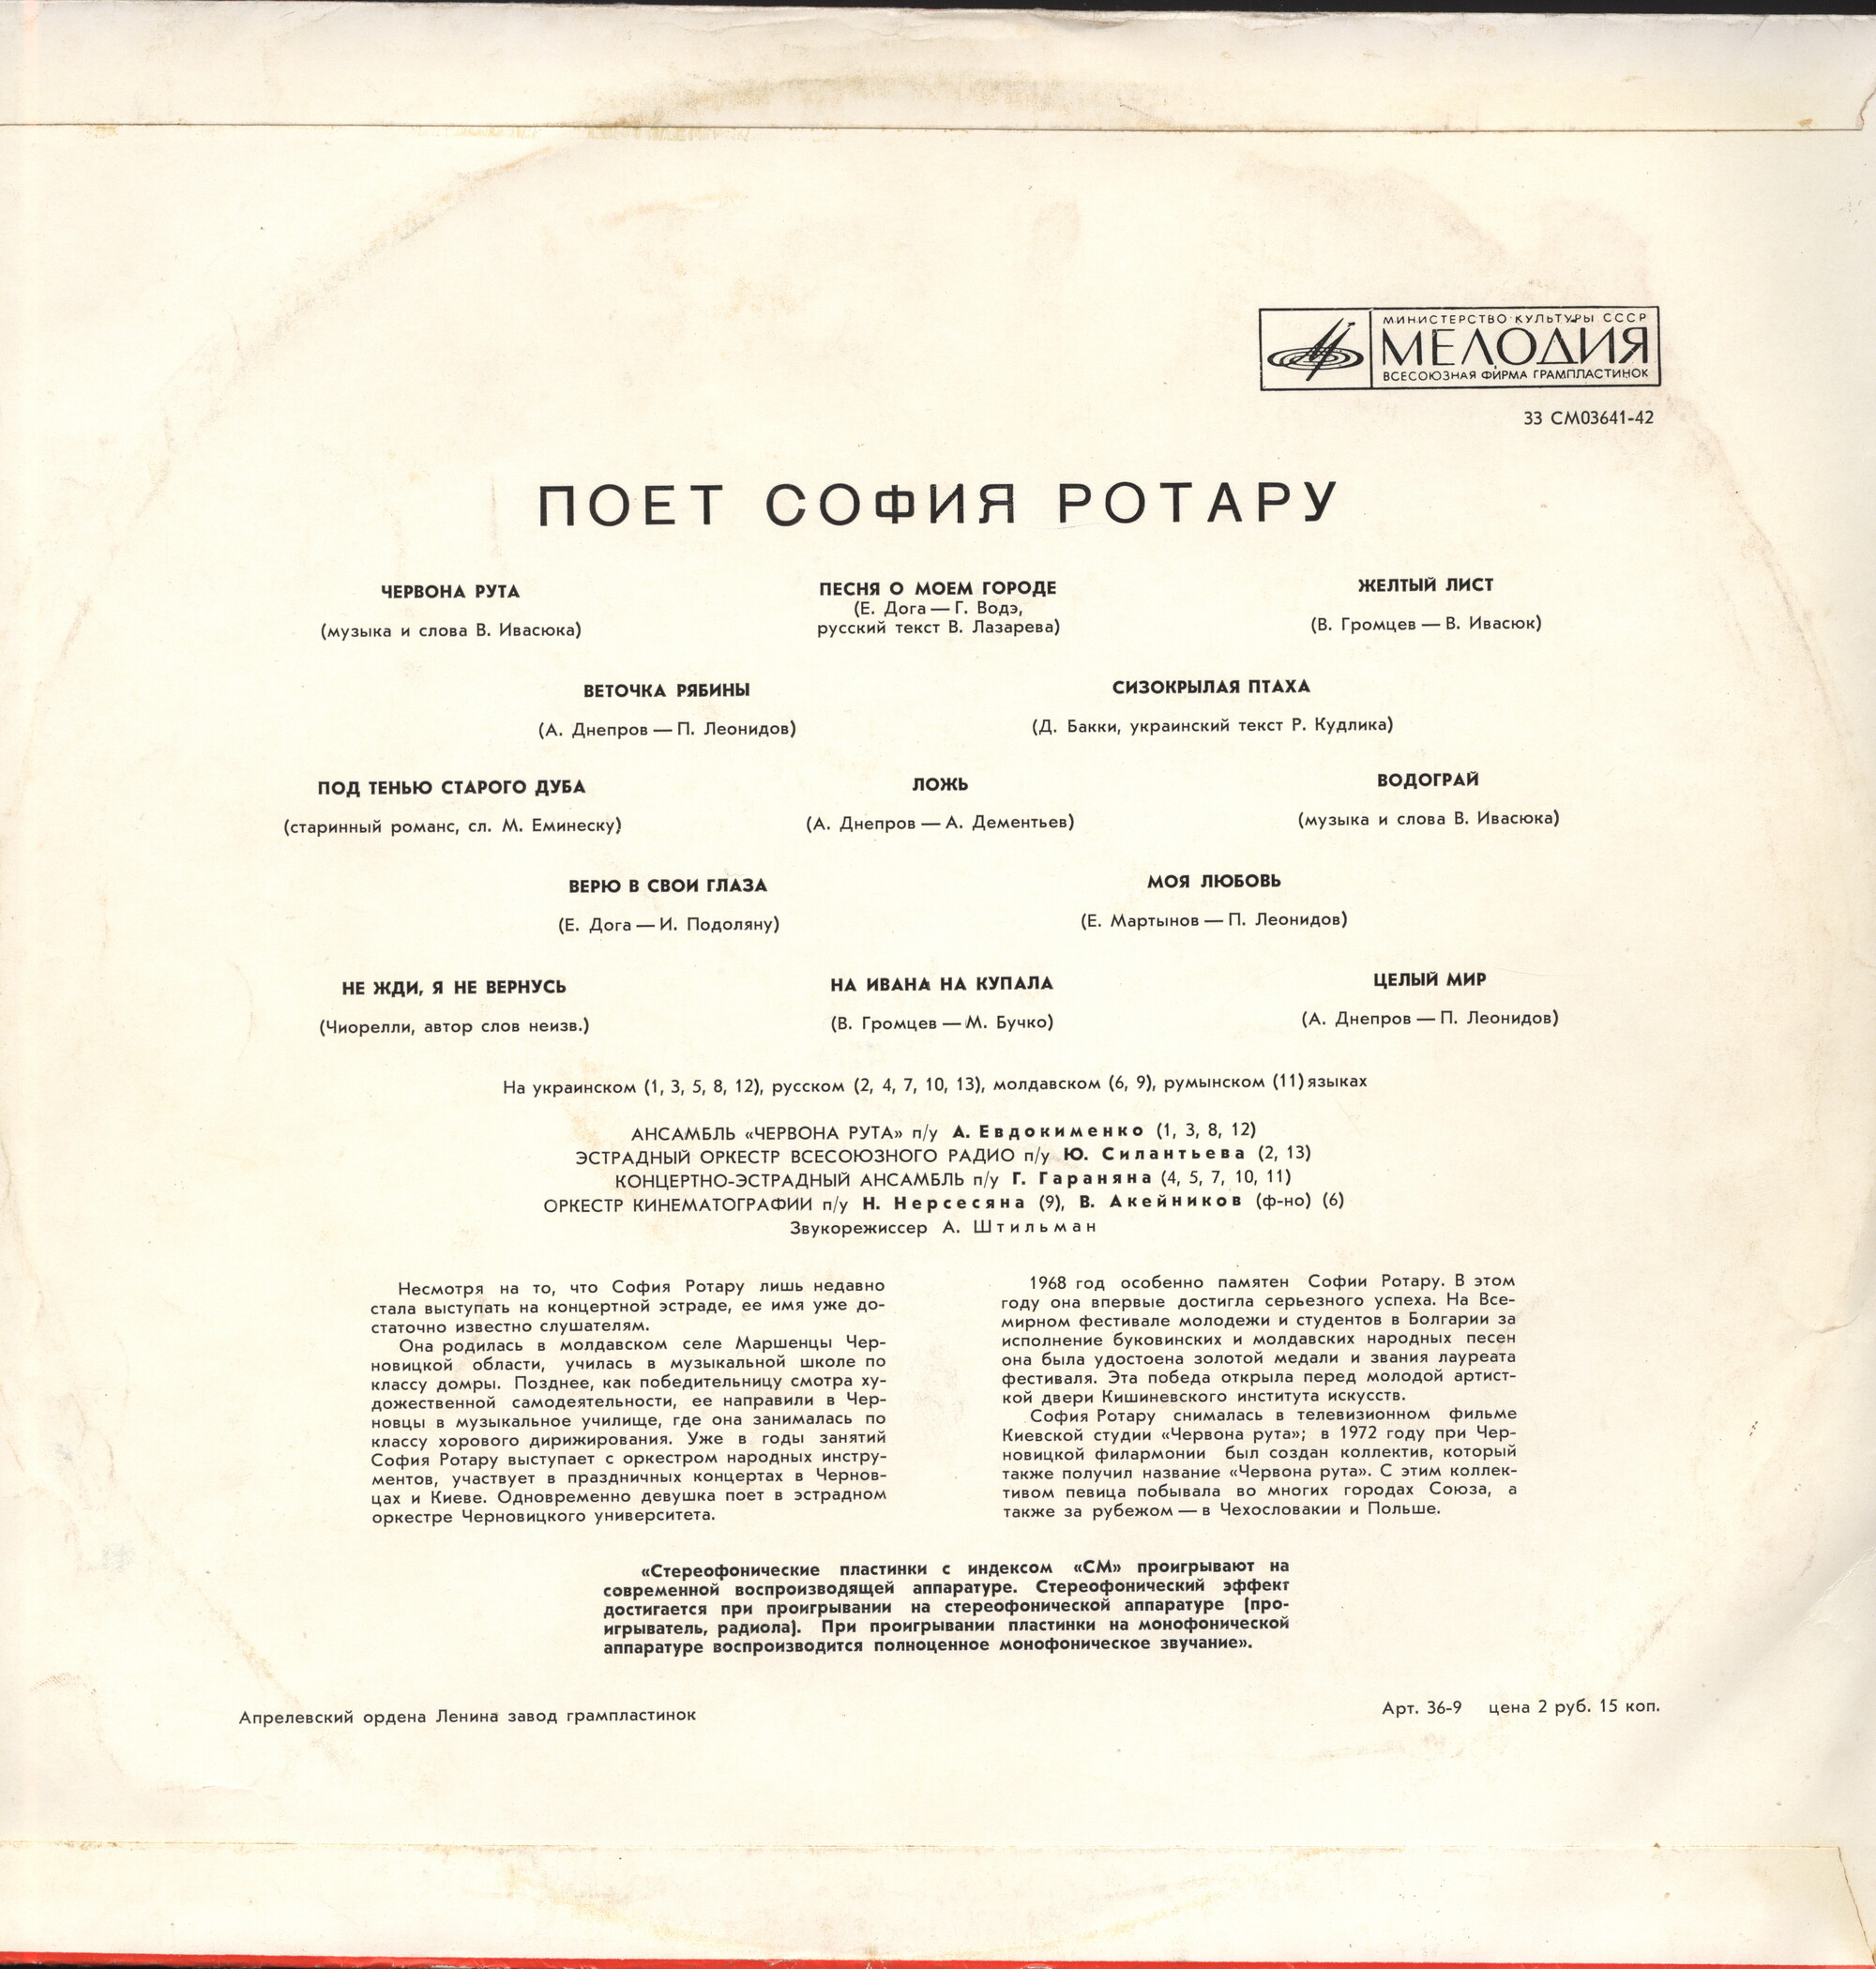 МИНИСТЕРСТВО КУЛЬТУРЫ СССР
МЕЛОДИЯ
ВСЕСОЮЗНАЯ ФИРМА ГРАМПЛАСТИНОК
33 СМ03641-42
ПОЕТ СОФИЯ РОТАРУ
ЧЕРВОНА РУТА
(музыка и слова В. Ивасюка)
ПЕСНЯ О МОЕМ ГОРОДЕ
(Е. Дога — Г. Водэ,
русский текст В. Лазарева)
ЖЕЛТЫЙ ЛИСТ
(В. Громцев — В. Ивасюк)
ВЕТОЧКА РЯБИНЫ
(А. Днепров — П. Леонидов)
СИЗОКРЫЛАЯ ПТАХА
(Д. Бакки, украинский текст Р. Кудлика)
ПОД ТЕНЬЮ СТАРОГО ДУБА
(старинный романс, сл. М. Еминеску)
ЛОЖЬ
(А. Днепров — А. Дементьев)
ВОДОГРАЙ
(музыка и слова В. Ивасюка)
ВЕРЮ В СВОИ ГЛАЗА
(Е. Дога — И. Подоляну)
МОЯ ЛЮБОВЬ
(Е. Мартынов — П. Леонидов)
НЕ ЖДИ, Я НЕ ВЕРНУСЬ
(Чиорелли, автор слов неизв.)
НА ИВАНА НА КУПАЛА
(В. Громцев — М. Бучко)
ЦЕЛЫЙ МИР
(А. Днепров — П. Леонидов)
На украинском (1, 3, 5, 8, 12), русском (2, 4, 7, 10, 13), молдавском (6, 9), румынском (11) языках
АНСАМБЛЬ «ЧЕРВОНА РУТА» п/у А. Евдокименко (1, 3, 8, 12)
ЭСТРАДНЫЙ ОРКЕСТР ВСЕСОЮЗНОГО РАДИО п/у Ю. Силантьева (2, 13)
КОНЦЕРТНО-ЭСТРАДНЫЙ АНСАМБЛЬ п/у Г. Гараняна (4, 5, 7, 10, 11)
ОРКЕСТР КИНЕМАТОГРАФИИ п/у Н. Нерсесяна (9), В. Акейников (ф-но) (6)
Звукорежиссер А. Штильман
Несмотря на то, что София Ротару лишь недавно
стала выступать на концертной эстраде, ее имя уже до-
статочно известно слушателям.
Она родилась в молдавском селе Маршенцы Чер-
новицкой области, училась в музыкальной школе по
классу домры. Позднее, как победительницу смотра ху-
дожественной самодеятельности, ее направили в Чер-
новцы в музыкальное училище, где она занималась по
классу хорового дирижирования. Уже в годы занятий
София Ротару выступает с оркестром народных инстру-
ментов, участвует в праздничных концертах в Чернов-
цах и Киеве. Одновременно девушка поет в эстрадном
оркестре Черновицкого университета.
1968 год особенно памятен Софии Ротару. В этом
году она впервые достигла серьезного успеха. На Все-
мирном фестивале молодежи и студентов в Болгарии за
исполнение буковинских и молдавских народных песен
она была удостоена золотой медали и звания лауреата
фестиваля. Эта победа открыла перед молодой артист-
кой двери Кишиневского института искусств.
София Ротару снималась в телевизионном фильме
Киевской студии «Червона рута»; в 1972 году при Чер-
новицкой филармонии был создан коллектив, который
также получил название «Червона рута». С этим коллек-
тивом певица побывала во многих городах Союза, а
также за рубежом — в Чехословакии и Польше.
«Стереофонические пластинки с индексом «СМ» проигрывают на
современной воспроизводящей аппаратуре. Стереофонический эффект
достигается при проигрывании на стереофонической аппаратуре (про-
игрыватель, радиола). При проигрывании пластинки на монофонической
аппаратуре воспроизводится полноценное монофоническое звучание».
Апрелевский ордена Ленина завод грампластинок
Арт. 36-9 цена 2 руб. 15 коп.